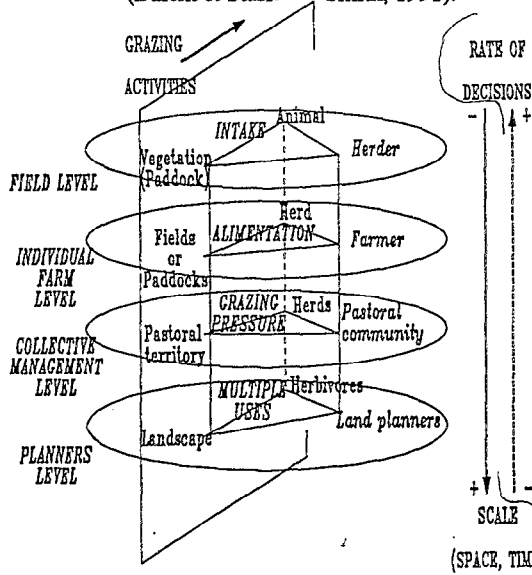 GRAZING
ACTIVITIES
RATE OF
DECISIONS
- +
Animal
INTAKE
Vegetation
(Paddock)
Herder
FIELD LEVEL
Herd
ALIMENTATION
Fields
or
Paddocks
Farmer
INDIVIDUAL
FARM
LEVEL
GRAZING
PRESSURE
Herds
Pastoral
territory
Pastoral
community
COLLECTIVE
MANAGEMENT
LEVEL
MULTIPLE
USES
Herbivores
Landscape
Land planners
PLANNERS
LEVEL
+ -
SCALE
(SPACE, TIM